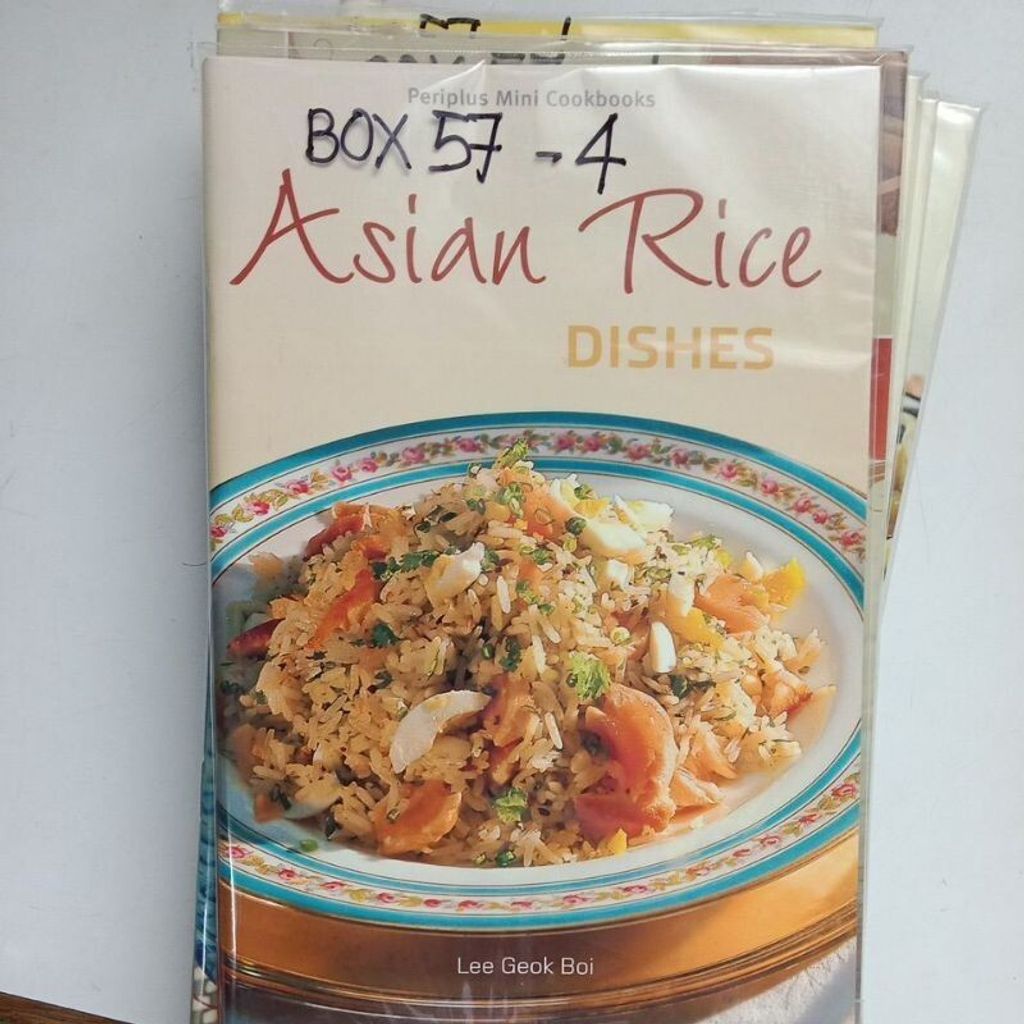 Periplus Mini Cookbooks
BOX 57 - 4
Asian Rice
DISHES
Lee Geok Boi